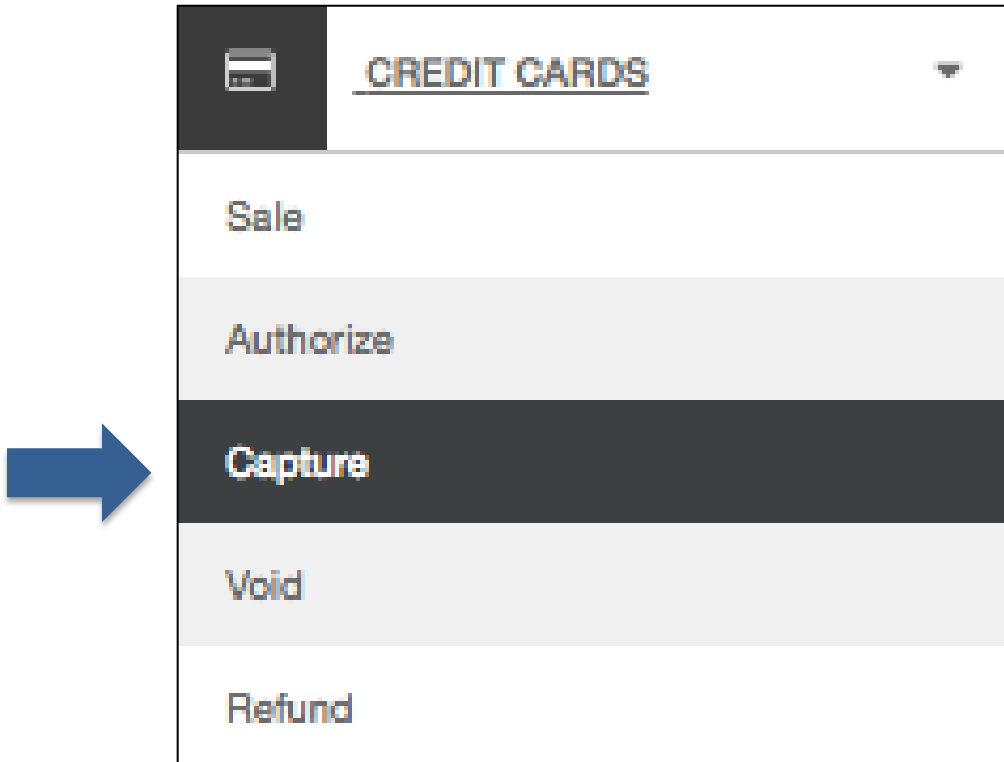 CREDIT CARDS
Sale
Authorize
Capture
Void
Refund